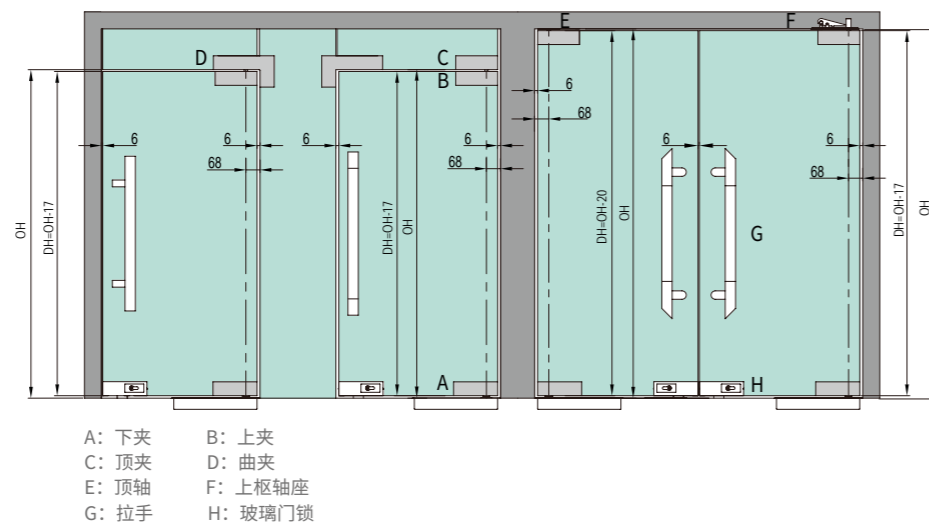 E
F
D
C
B
6
68
6
6
6
6
6
6
68
68
68
OH
DH=OH-17
DH=OH-17
OH
DH=OH-20
OH
DH=OH-17
OH
G
A
H
A：下夹 B：上夹
C：顶夹 D：曲夹
E：顶轴 F：上枢轴座
G：拉手 H：玻璃门锁